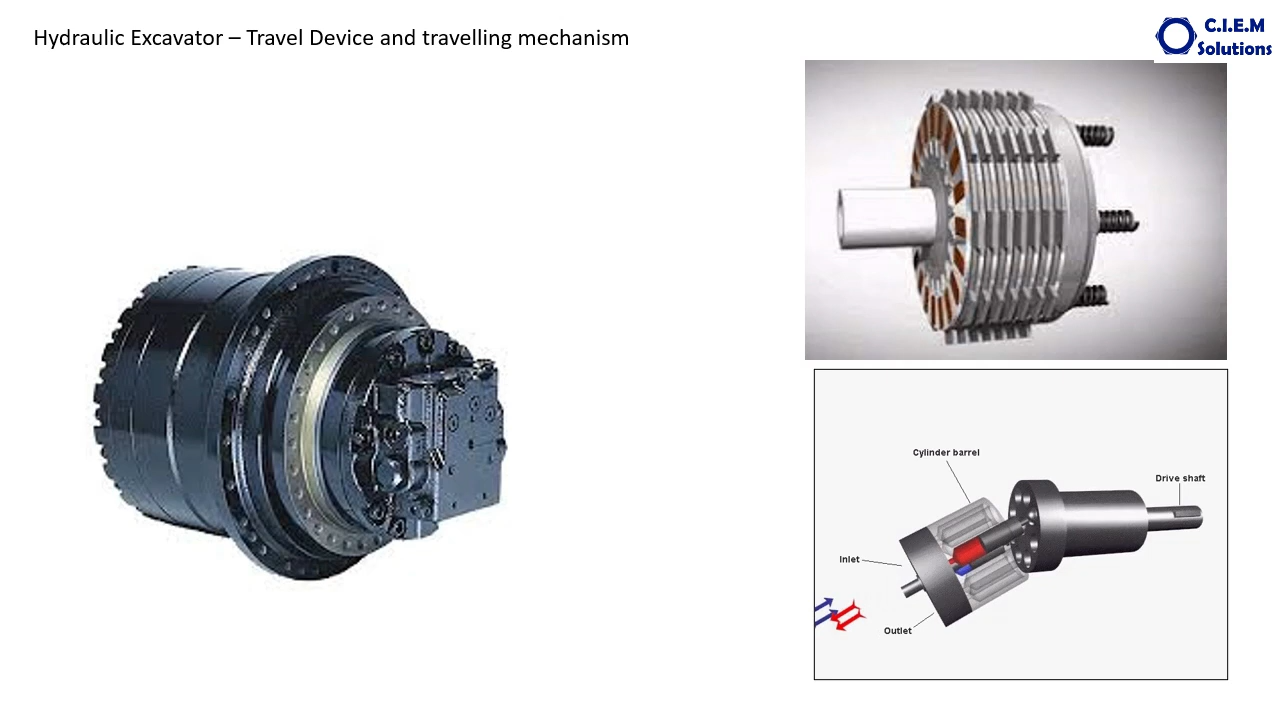 Hydraulic Excavator – Travel Device and travelling mechanism
C.I.E.M
Solutions
Cylinder barrel
Drive shaft
Inlet
Outlet